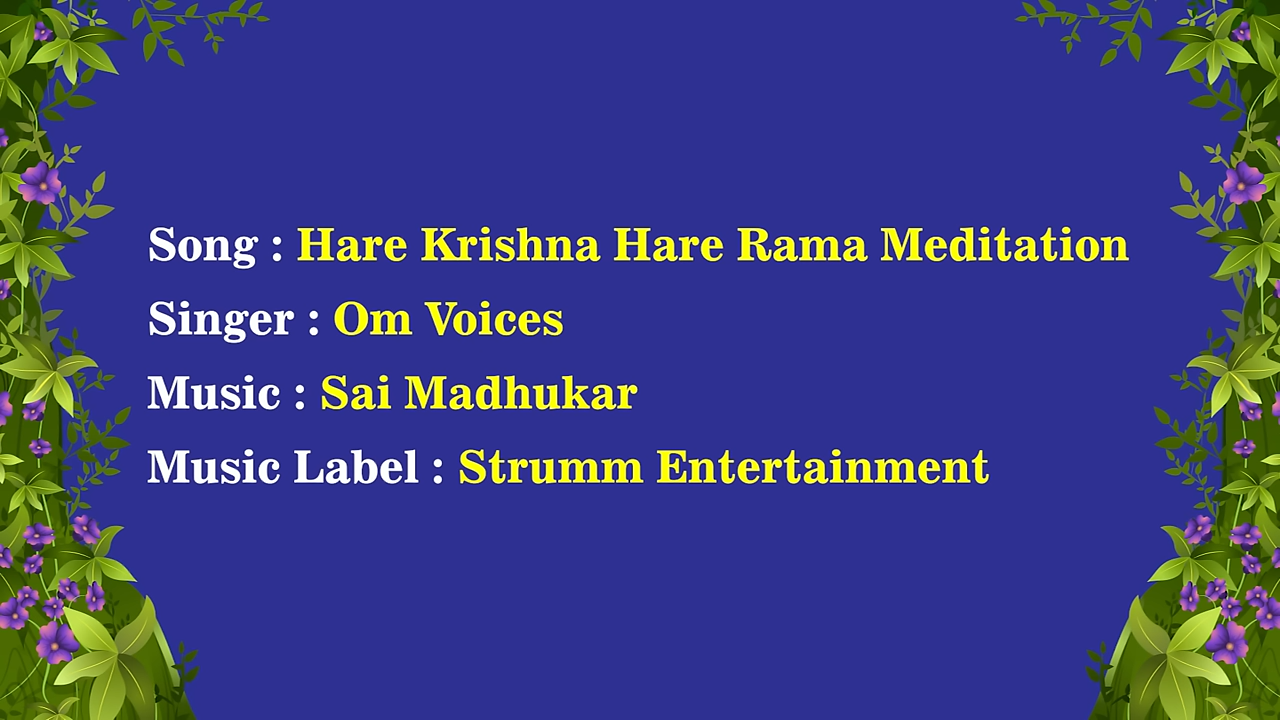 Song : Hare Krishna Hare Rama Meditation
Singer : Om Voices
Music : Sai Madhukar
Music Label : Strumm Entertainment